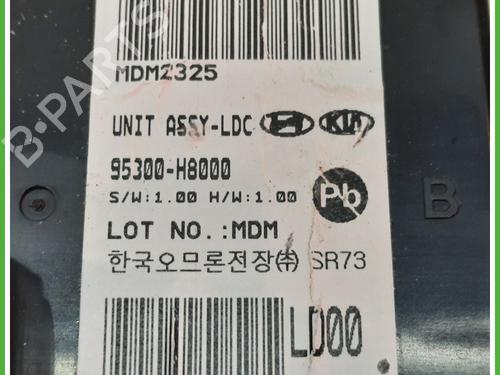 MDM2325
UNIT ASSY-LDC KIA
95300-H8000
S/W:1.00 H/W:1.00
Pb
B
LOT NO.:MDM
한국오므론전장㈜ SR73
LD00
B-PARTS